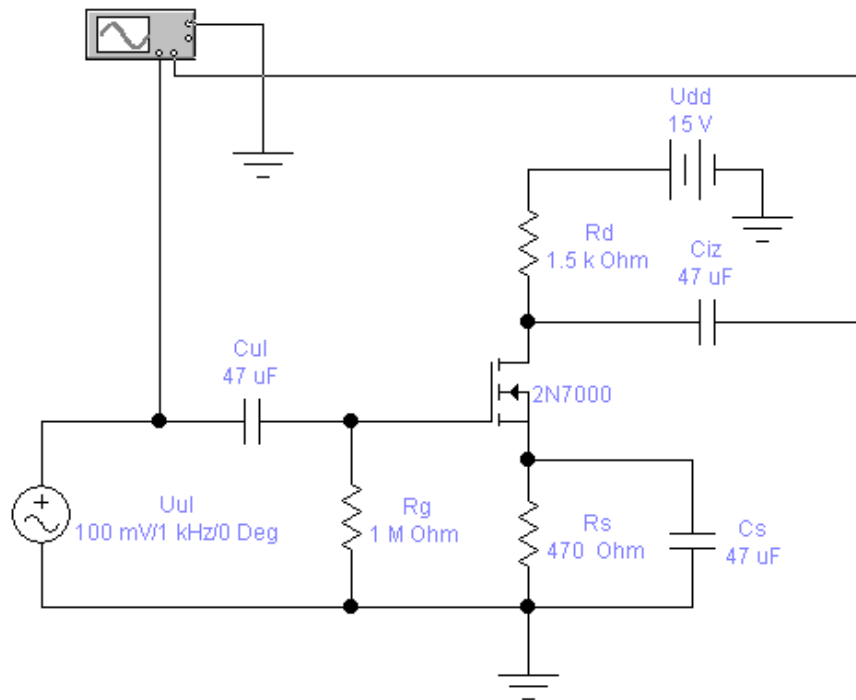 Udd
15 V
Rd
1.5 k Ohm
Ciz
47 uF
Cul
47 uF
2N7000
Uul
100 mV/1 kHz/0 Deg
Rg
1 M Ohm
Rs
470 Ohm
Cs
47 uF